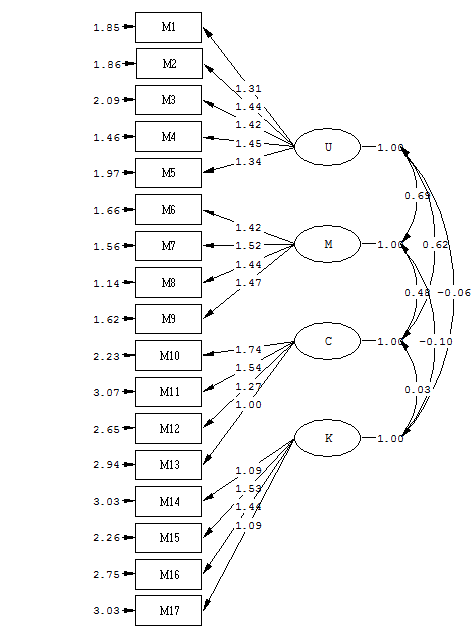 1.85 M1
1.86 M2
1.31
2.09 M3
1.44
1.42
1.46 M4
1.45
U 1.00
1.34
1.97 M5
0.69
1.66 M6
1.42
1.56 M7
1.52
M 1.00 0.62
1.44
1.14 M8
1.47
0.48 -0.06
1.62 M9
C 1.00 -0.10
1.74
2.23 M10
1.54
3.07 M11
1.27
0.03
1.00
2.65 M12
K 1.00
2.94 M13
1.09
1.53
3.03 M14
1.44
1.09
2.26 M15
2.75 M16
3.03 M17